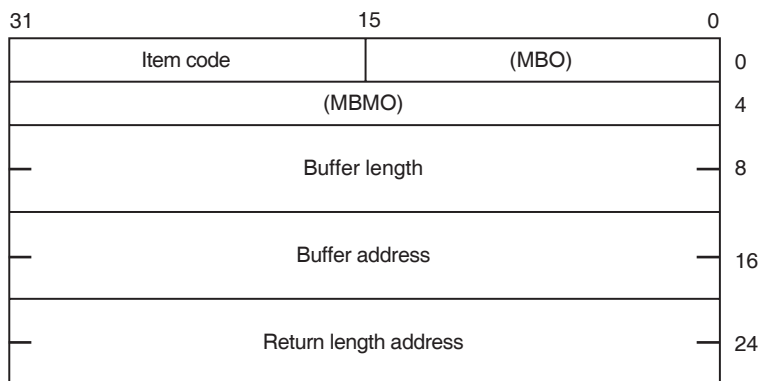 31 15 0
Item code (MBO) 0
(MBMO) 4
Buffer length 8
Buffer address 16
Return length address 24